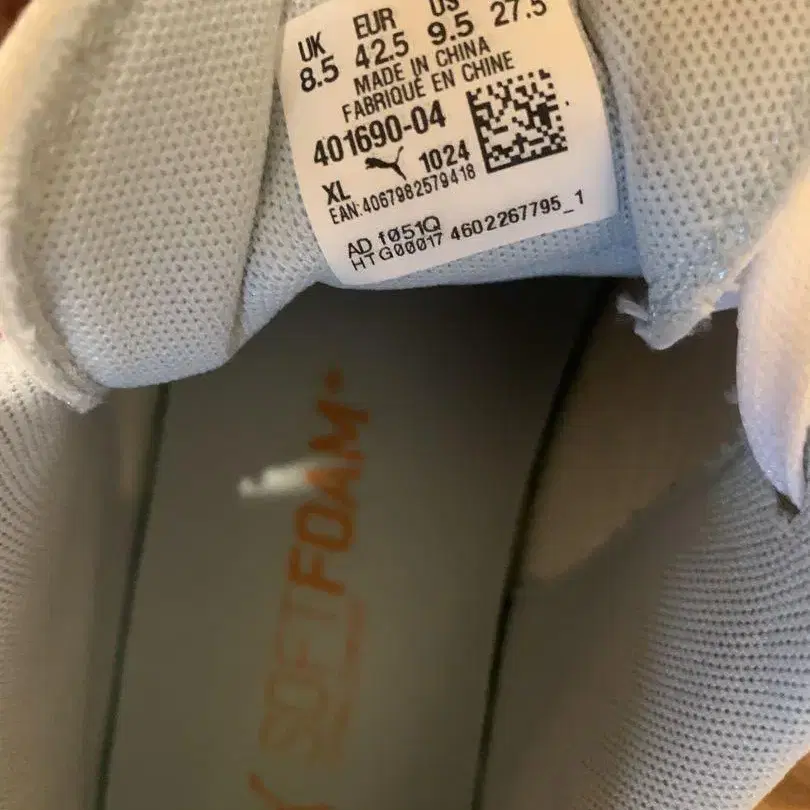 UK EUR US
8.5 42.5 9.5 27.5
MADE IN CHINA
FABRIQUÉ EN CHINE
401690-04
XL 1024
EAN:4067982579418
AD f051Q
HTG00017 4602267795_1
SOFTFOAM+